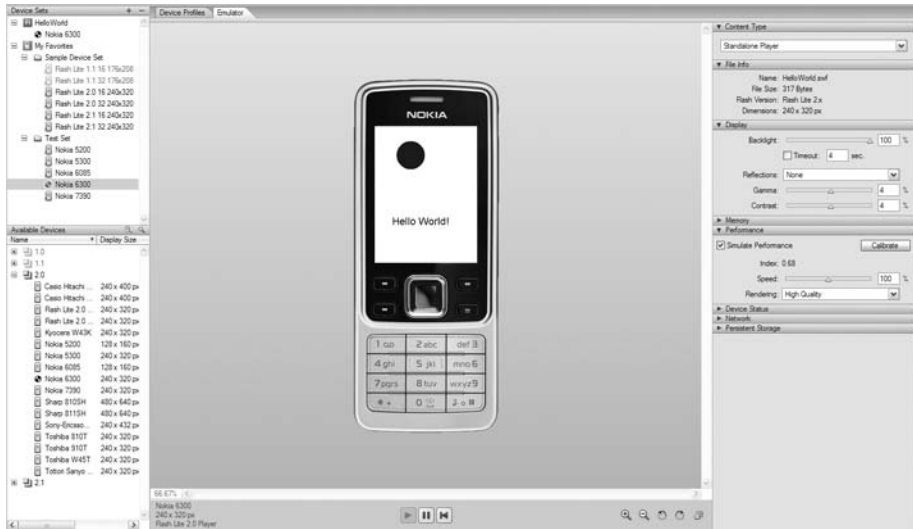 Device Sets
HelloWorld
Nokia 6300
My Favorites
Sample Device Set
Flash Lite 1.1 16 176x208
Flash Lite 1.1 32 176x208
Flash Lite 2.0 16 240x320
Flash Lite 2.0 32 240x320
Flash Lite 2.1 16 240x320
Flash Lite 2.1 32 240x320
Test Set
Nokia 5200
Nokia 5300
Nokia 6085
Nokia 6300
Nokia 7390
Available Devices
Name Display Size
1.0
1.1
2.0
Casio Hitachi ... 240 x 400 px
Casio Hitachi ... 240 x 400 px
Flash Lite 2.0 ... 240 x 320 px
Flash Lite 2.0 ... 240 x 320 px
Kyocera W43K 240 x 320 px
Nokia 5200 128 x 160 px
Nokia 5300 240 x 320 px
Nokia 6085 128 x 160 px
Nokia 6300 240 x 320 px
Nokia 7390 240 x 320 px
Sharp 810SH 480 x 640 px
Sharp 811SH 480 x 640 px
Sony-Ericsso... 240 x 432 px
Toshiba 810T 240 x 320 px
Toshiba 910T 240 x 320 px
Toshiba W45T 240 x 320 px
Tottori Sanyo ... 240 x 320 px
2.1
Device Profiles Emulator
NOKIA
Hello World!
1 2 abc def 3
4 ghi 5 jkl mno 6
7 pqrs 8 tuv wxyz 9
* + 0 #
66.67%
Nokia 6300
240 x 320 px
Flash Lite 2.0 Player
Content Type
Standalone Player
File Info
Name: HelloWorld.swf
File Size: 317 Bytes
Flash Version: Flash Lite 2.x
Dimensions: 240 x 320 px
Display
Backlight: 100 %
Timeout: 4 sec.
Reflections: None
Gamma: 4 %
Contrast: 4 %
Memory
Performance
Simulate Performance Calibrate
Index: 0.68
Speed: 100 %
Rendering: High Quality
Device Status
Network
Persistent Storage